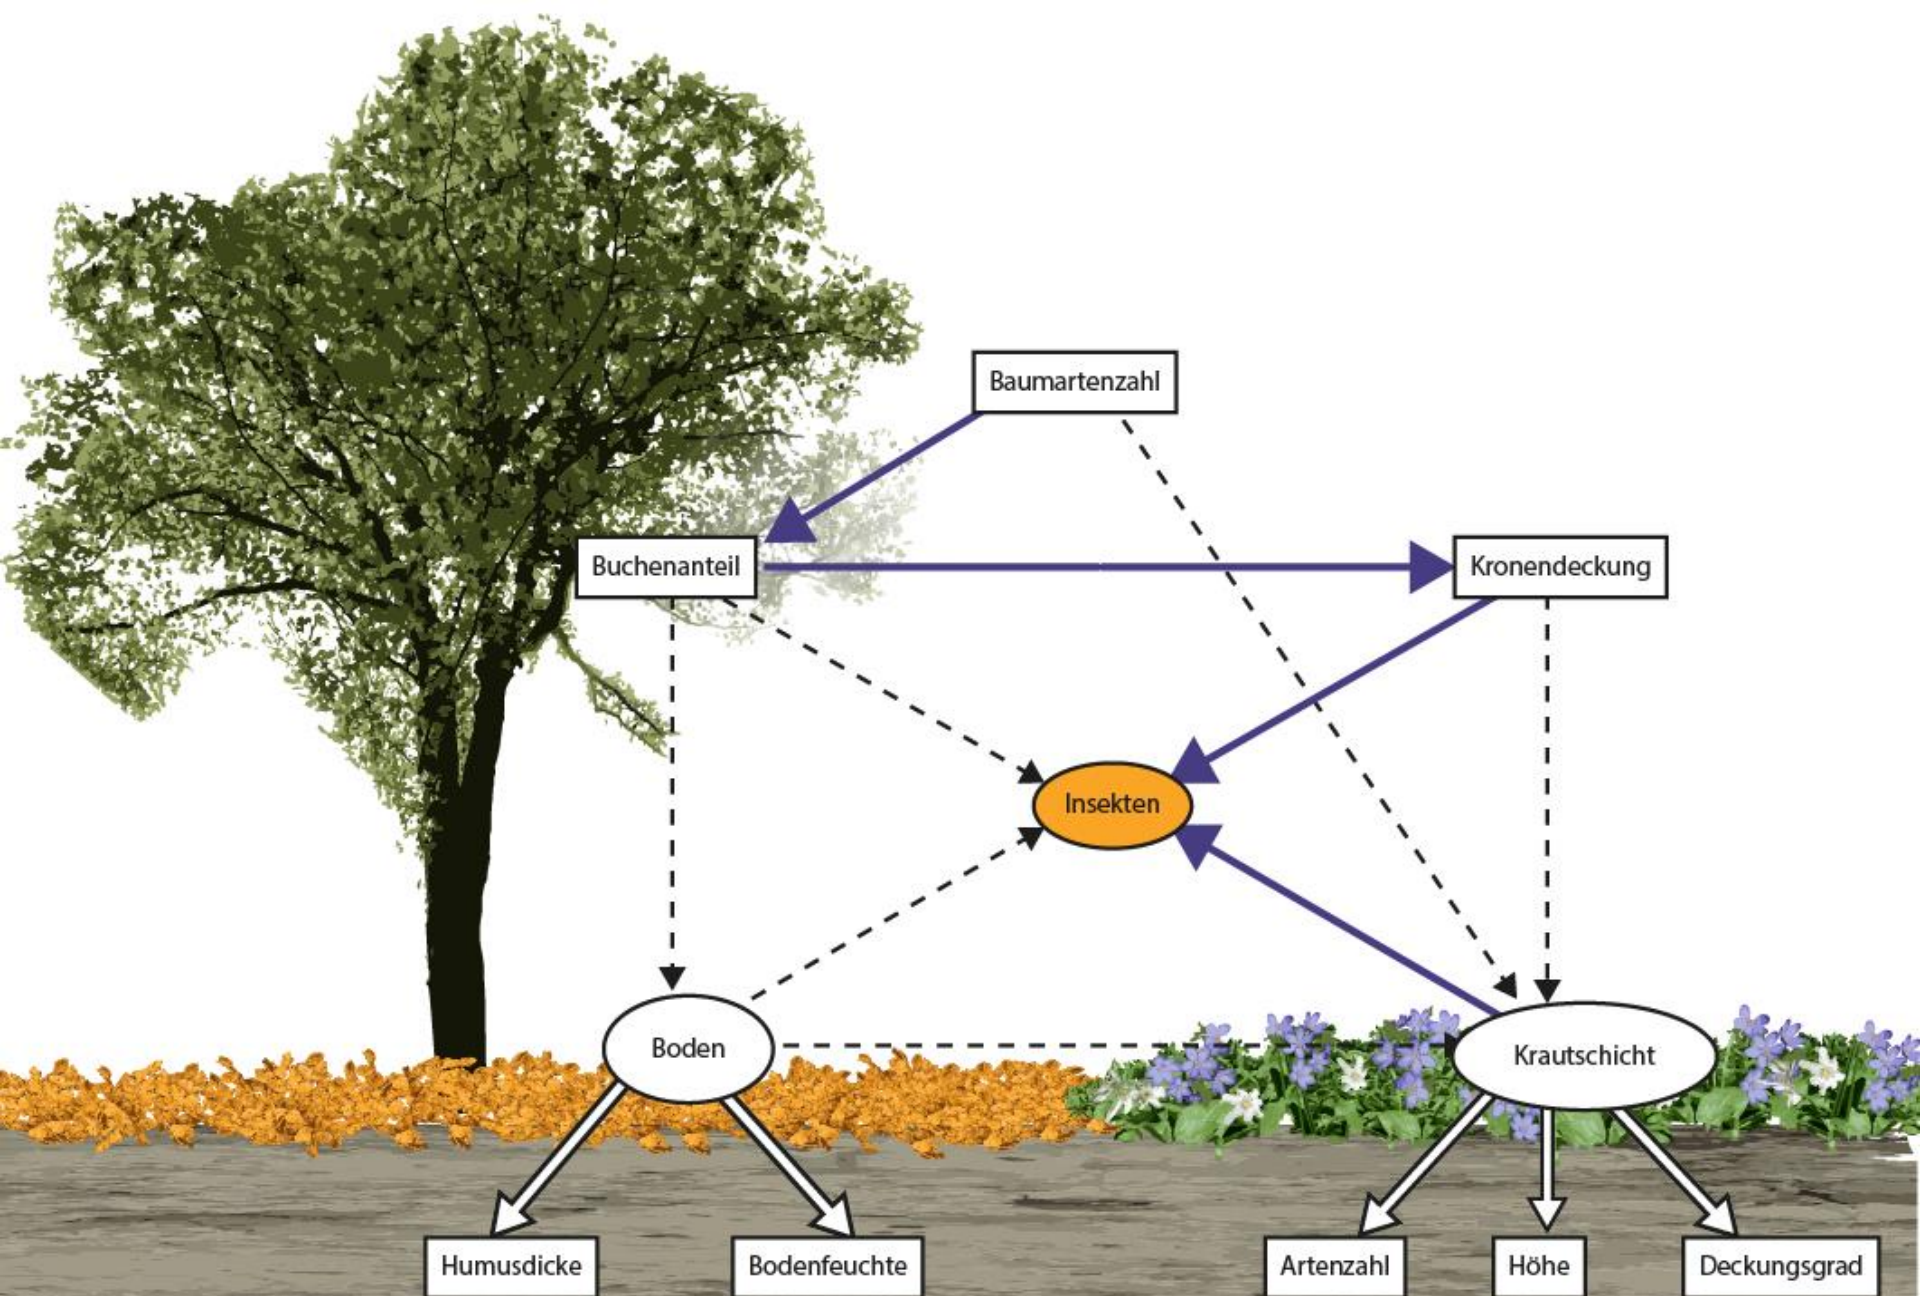 Baumartenzahl
Buchenanteil
Kronendeckung
Insekten
Boden
Krautschicht
Humusdicke
Bodenfeuchte
Artenzahl
Höhe
Deckungsgrad